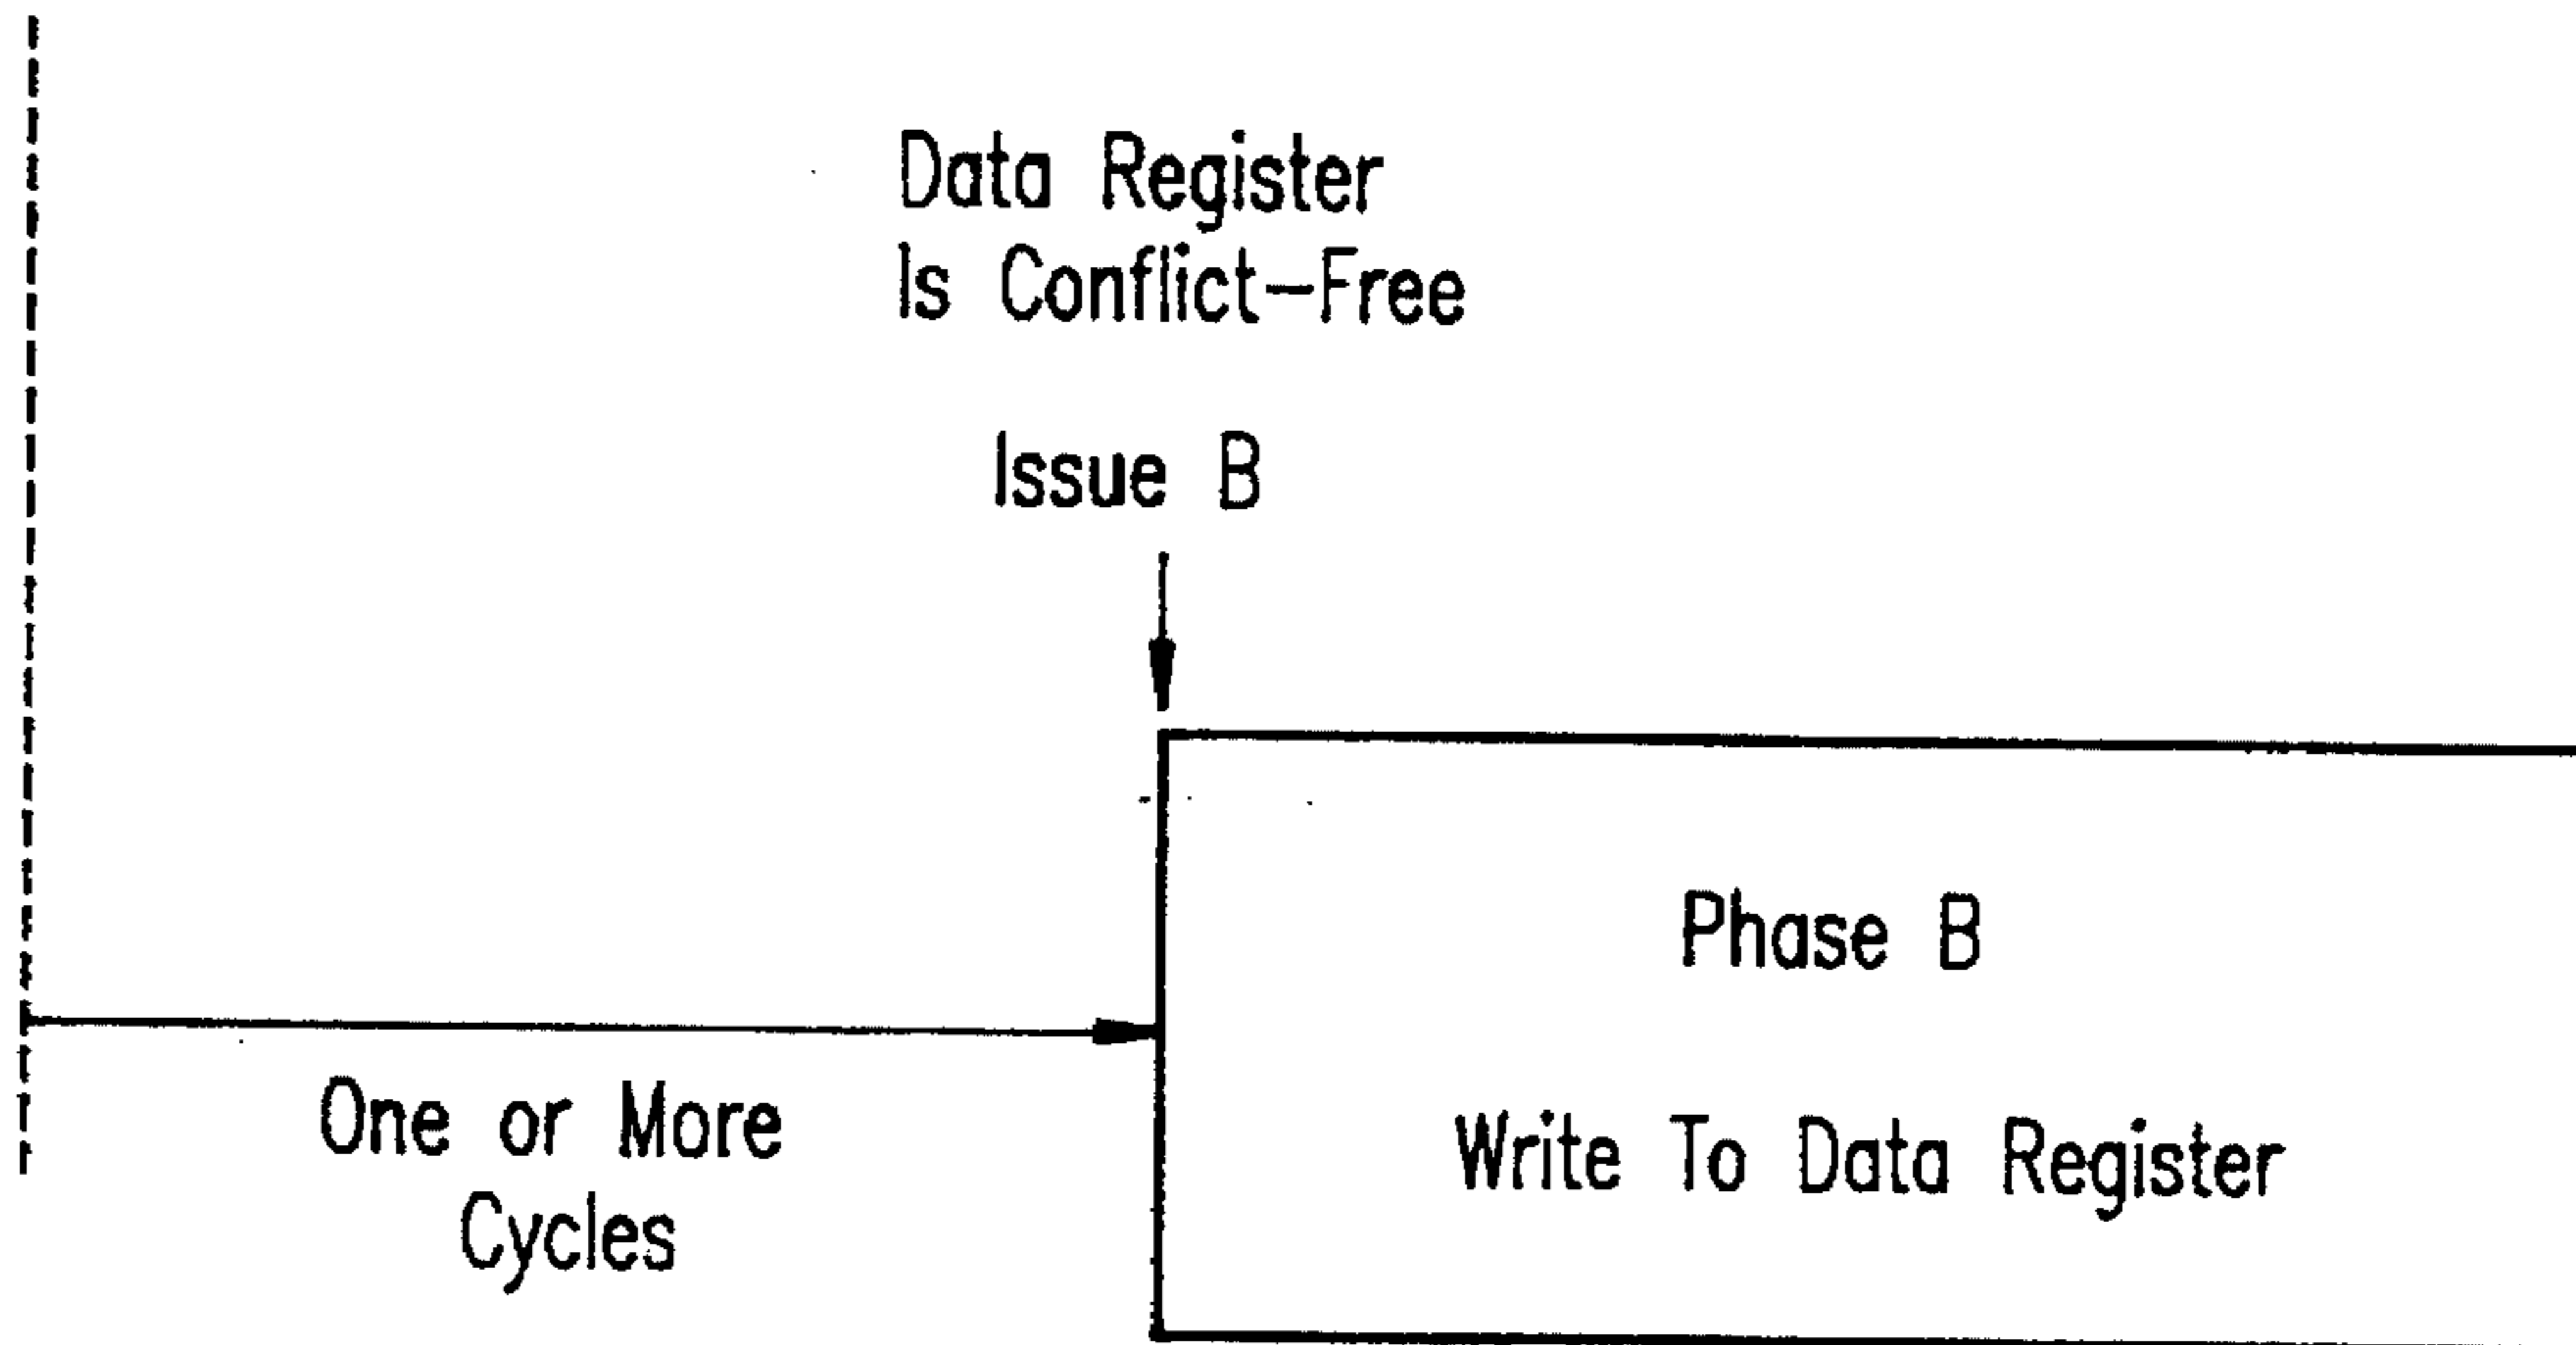 Data Register
Is Conflict-Free
Issue B
Phase B
One or More
Cycles
Write To Data Register